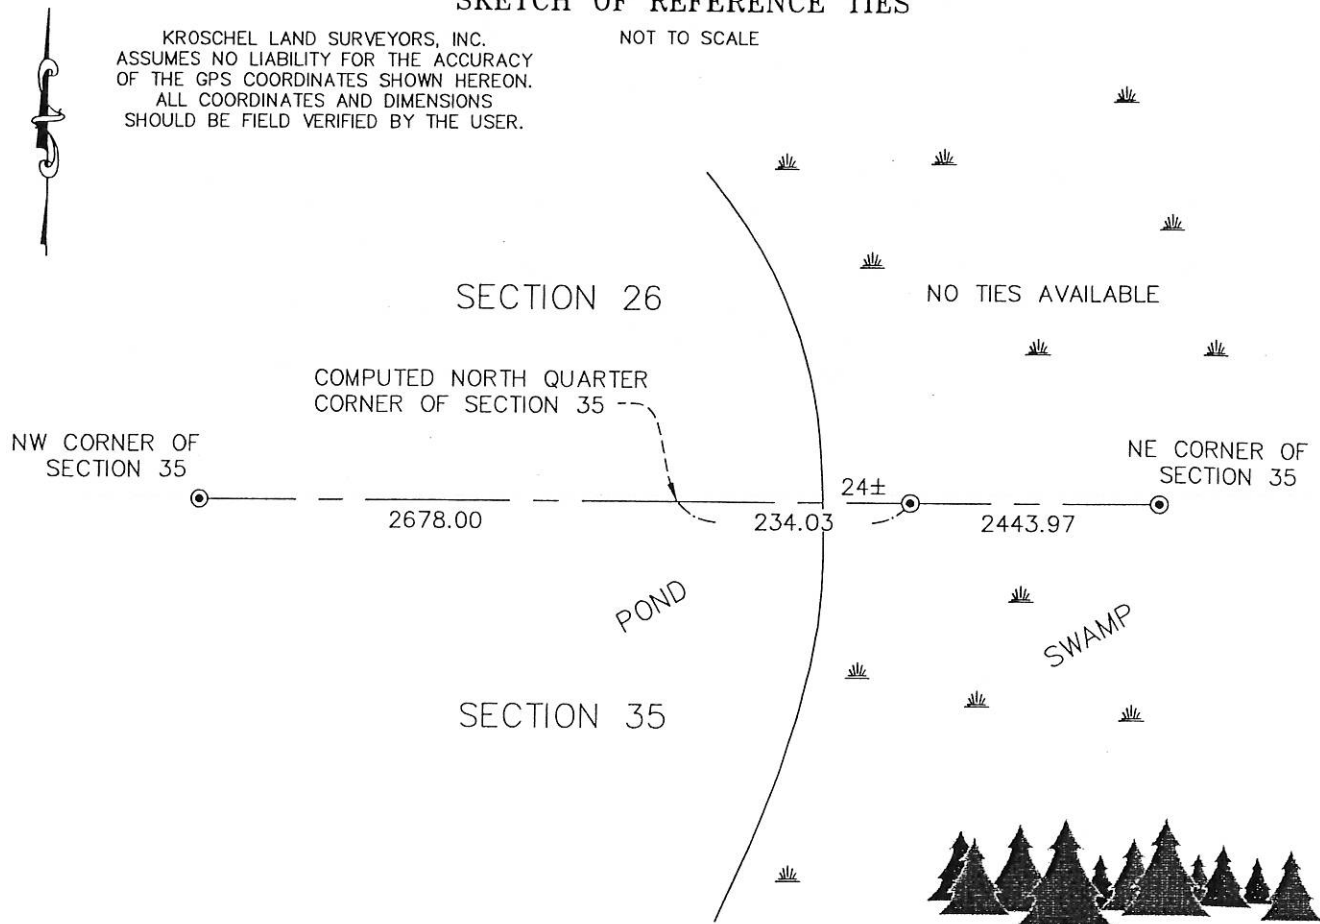 SKETCH OF REFERENCE TIES
KROSCHEL LAND SURVEYORS, INC.
ASSUMES NO LIABILITY FOR THE ACCURACY
OF THE GPS COORDINATES SHOWN HEREON.
ALL COORDINATES AND DIMENSIONS
SHOULD BE FIELD VERIFIED BY THE USER.
NOT TO SCALE
SECTION 26
NO TIES AVAILABLE
COMPUTED NORTH QUARTER
CORNER OF SECTION 35
NW CORNER OF
SECTION 35
NE CORNER OF
SECTION 35
24±
2678.00
234.03
2443.97
POND
SWAMP
SECTION 35